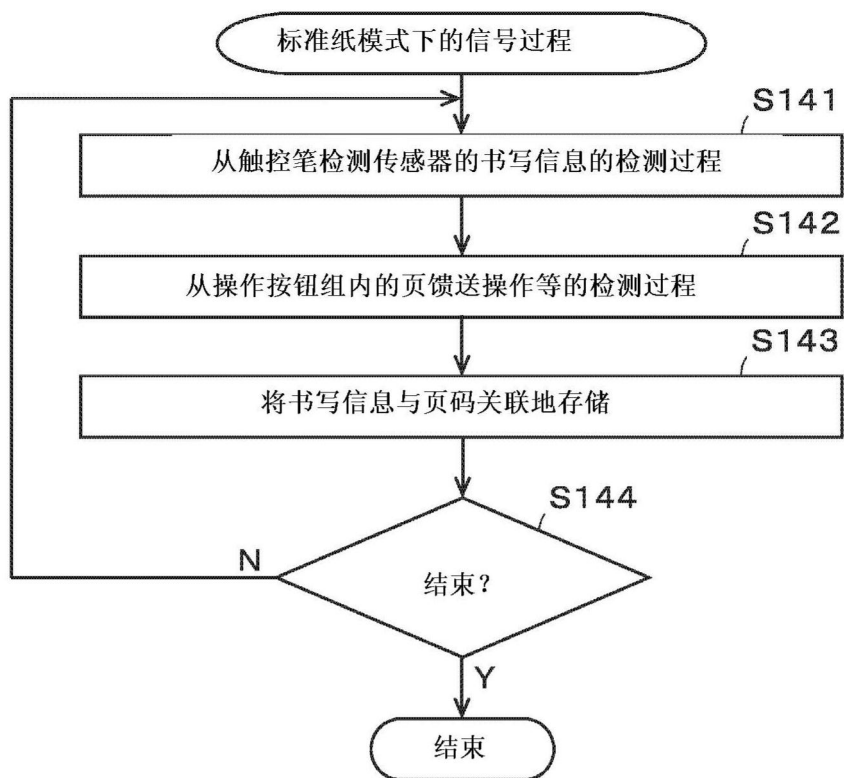 标准纸模式下的信号过程
S141
从触控笔检测传感器的书写信息的检测过程
S142
从操作按钮组内的页馈送操作等的检测过程
S143
将书写信息与页码关联地存储
S144
N
结束？
Y
结束